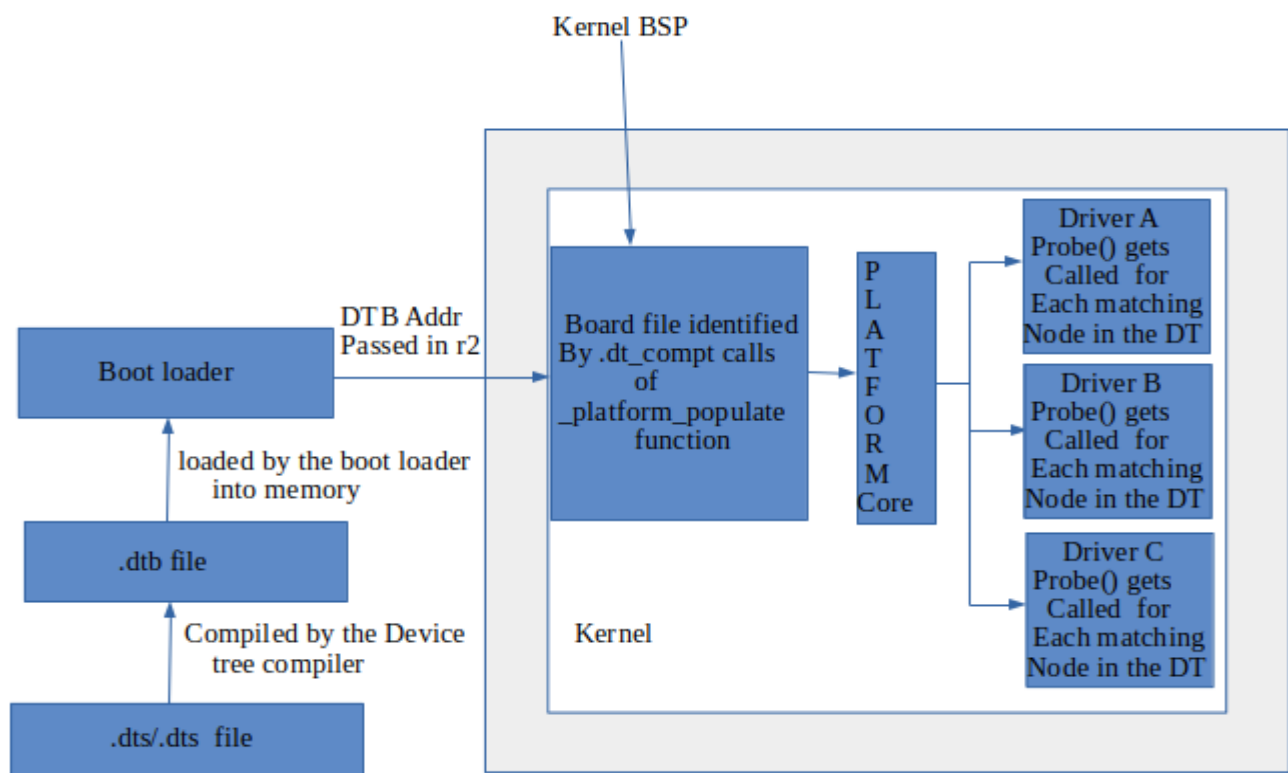 Kernel BSP
DTB Addr
Passed in r2
Boot loader
loaded by the boot loader
into memory
.dtb file
Compiled by the Device
tree compiler
.dts/.dts file
Board file identified
By .dt_compt calls
of
_platform_populate
function
P
L
A
T
F
O
R
M
Core
Driver A
Probe() gets
Called for
Each matching
Node in the DT
Driver B
Probe() gets
Called for
Each matching
Node in the DT
Driver C
Probe() gets
Called for
Each matching
Node in the DT
Kernel